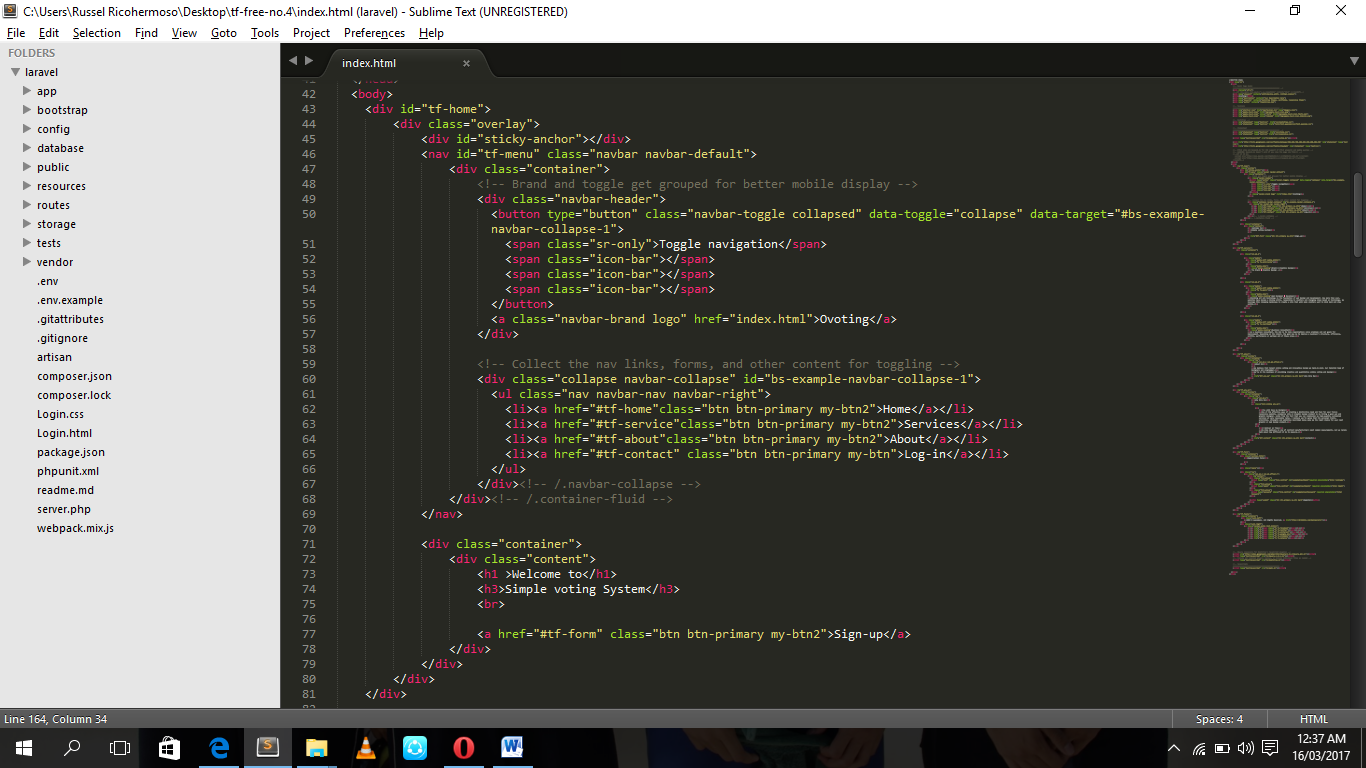 C:\Users\Russel Ricohermoso\Desktop\tf-free-no.4\index.html (laravel) - Sublime Text (UNREGISTERED)
File Edit Selection Find View Goto Tools Project Preferences Help
FOLDERS
laravel
app
bootstrap
config
database
public
resources
routes
storage
tests
vendor
.env
.env.example
.gitattributes
.gitignore
artisan
composer.json
composer.lock
Login.css
Login.html
package.json
phpunit.xml
readme.md
server.php
webpack.mix.js
index.html ×
42 <body>
43 <div id="tf-home">
44 <div class="overlay">
45 <div id="sticky-anchor"></div>
46 <nav id="tf-menu" class="navbar navbar-default">
47 <div class="container">
48 <!-- Brand and toggle get grouped for better mobile display -->
49 <div class="navbar-header">
50 <button type="button" class="navbar-toggle collapsed" data-toggle="collapse" data-target="#bs-example-
navbar-collapse-1">
51 <span class="sr-only">Toggle navigation</span>
52 <span class="icon-bar"></span>
53 <span class="icon-bar"></span>
54 <span class="icon-bar"></span>
55 </button>
56 <a class="navbar-brand logo" href="index.html">Ovoting</a>
57 </div>
58
59 <!-- Collect the nav links, forms, and other content for toggling -->
60 <div class="collapse navbar-collapse" id="bs-example-navbar-collapse-1">
61 <ul class="nav navbar-nav navbar-right">
62 <li><a href="#tf-home"class="btn btn-primary my-btn2">Home</a></li>
63 <li><a href="#tf-service"class="btn btn-primary my-btn2">Services</a></li>
64 <li><a href="#tf-about"class="btn btn-primary my-btn2">About</a></li>
65 <li><a href="#tf-contact" class="btn btn-primary my-btn">Log-in</a></li>
66 </ul>
67 </div><!-- /.navbar-collapse -->
68 </div><!-- /.container-fluid -->
69 </nav>
70
71 <div class="container">
72 <div class="content">
73 <h1 >Welcome to</h1>
74 <h3>Simple voting System</h3>
75 <br>
76
77 <a href="#tf-form" class="btn btn-primary my-btn2">Sign-up</a>
78 </div>
79 </div>
80 </div>
81 </div>
Line 164, Column 34 Spaces: 4 HTML
12:37 AM
16/03/2017